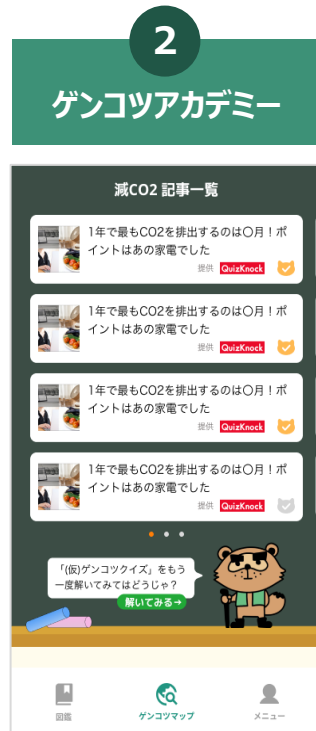 2
ゲンコツアカデミー
減CO2 記事一覧
1年で最もCO2を排出するのは〇月！ポ
イントはあの家電でした
提供 QuizKnock
1年で最もCO2を排出するのは〇月！ポ
イントはあの家電でした
提供 QuizKnock
1年で最もCO2を排出するのは〇月！ポ
イントはあの家電でした
提供 QuizKnock
1年で最もCO2を排出するのは〇月！ポ
イントはあの家電でした
提供 QuizKnock
「(仮)ゲンコツクイズ」をもう
一度解いてみてはどうじゃ？
解いてみる→
図鑑
ゲンコツマップ
メニュー